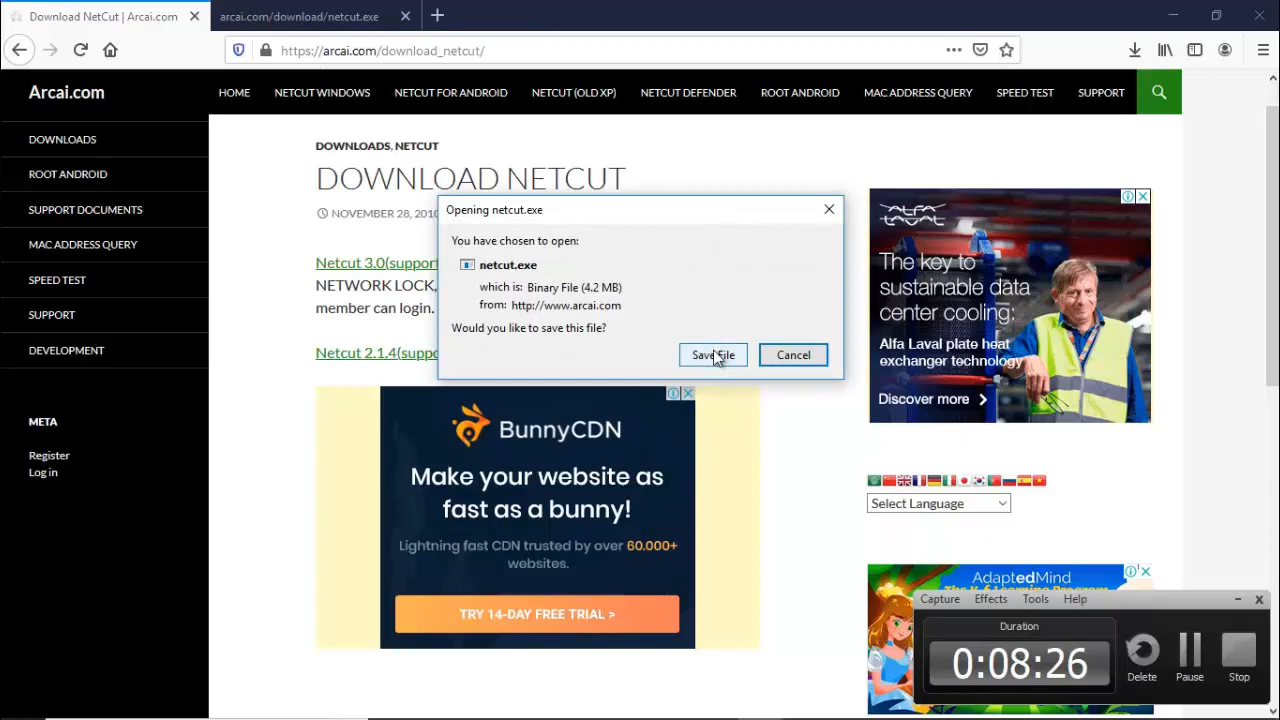 Download NetCut | Arcai.com
arcai.com/download/netcut.exe
https://arcai.com/download_netcut/
Arcai.com
HOME
NETCUT WINDOWS
NETCUT FOR ANDROID
NETCUT (OLD XP)
NETCUT DEFENDER
ROOT ANDROID
MAC ADDRESS QUERY
SPEED TEST
SUPPORT
DOWNLOADS
ROOT ANDROID
SUPPORT DOCUMENTS
MAC ADDRESS QUERY
SPEED TEST
SUPPORT
DEVELOPMENT
META
Register
Log in
DOWNLOADS, NETCUT
DOWNLOAD NETCUT
NOVEMBER 28, 2010
Netcut 3.0(support
NETWORK LOCK,
member can login.
Netcut 2.1.4(suppo
Opening netcut.exe
You have chosen to open:
netcut.exe
which is: Binary File (4.2 MB)
from: http://www.arcai.com
Would you like to save this file?
Save File
Cancel
BunnyCDN
Make your website as
fast as a bunny!
Lightning fast CDN trusted by over 60.000+
websites.
TRY 14-DAY FREE TRIAL >
ALFA
LAVAL
The key to
sustainable data
center cooling:
Alfa Laval plate heat
exchanger technology
Discover more
Select Language
AdaptedMind
Capture
Effects
Tools
Help
Duration
0:08:26
Delete
Pause
Stop